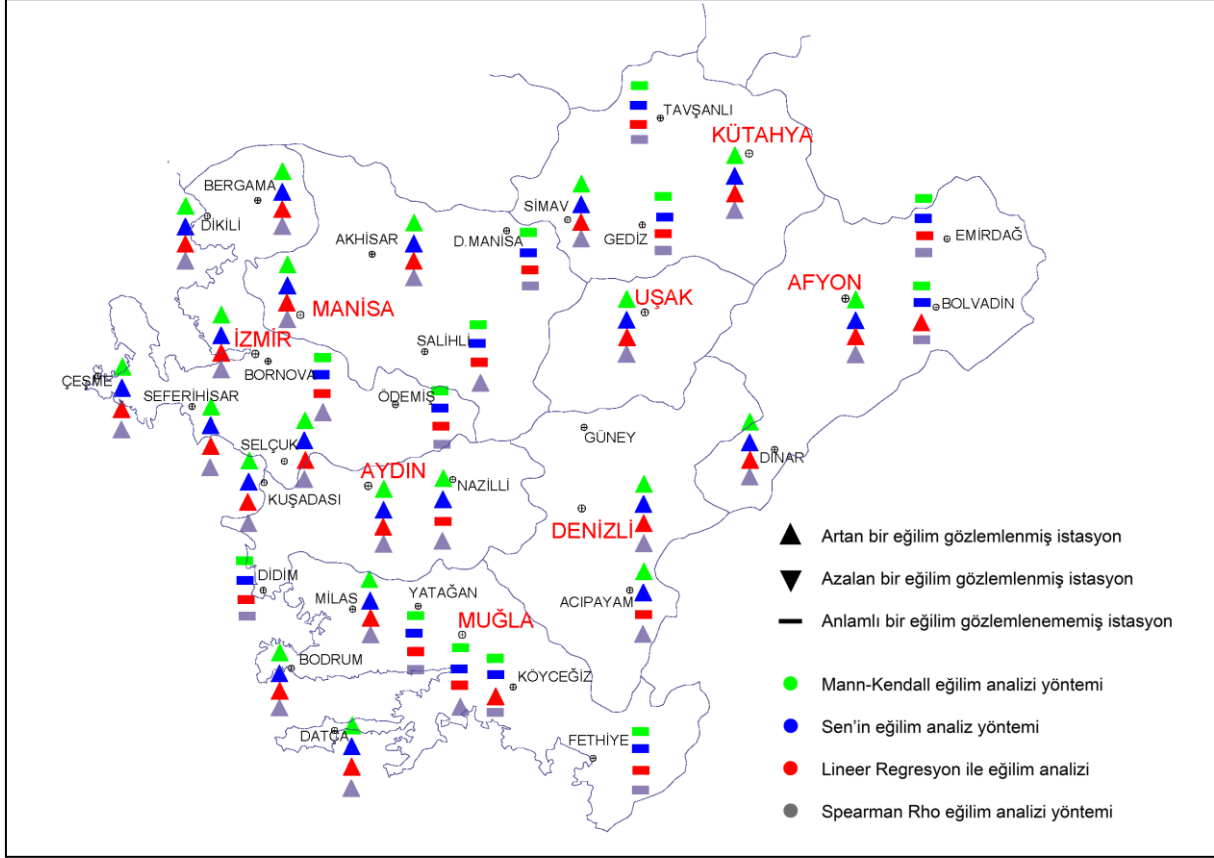 TAVŞANLI
KÜTAHYA
BERGAMA
DİKİLİ
SİMAV
GEDİZ
AKHİSAR
D.MANİSA
EMİRDAĞ
MANİSA
UŞAK
AFYON
BOLVADİN
İZMİR
SALİHLİ
BORNOVA
ÇEŞME
SEFERİHİSAR
ÖDEMİŞ
GÜNEY
SELÇUK
DİNAR
AYDIN
NAZİLLİ
KUŞADASI
DENİZLİ
Artan bir eğilim gözlemlenmiş istasyon
DİDİM
MİLAS
YATAĞAN
ACIPAYAM
Azalan bir eğilim gözlemlenmiş istasyon
MUĞLA
Anlamlı bir eğilim gözlemlenememiş istasyon
BODRUM
KÖYCEĞİZ
Mann-Kendall eğilim analizi yöntemi
DATÇA
FETHİYE
Sen'in eğilim analiz yöntemi
Lineer Regresyon ile eğilim analizi
Spearman Rho eğilim analizi yöntemi